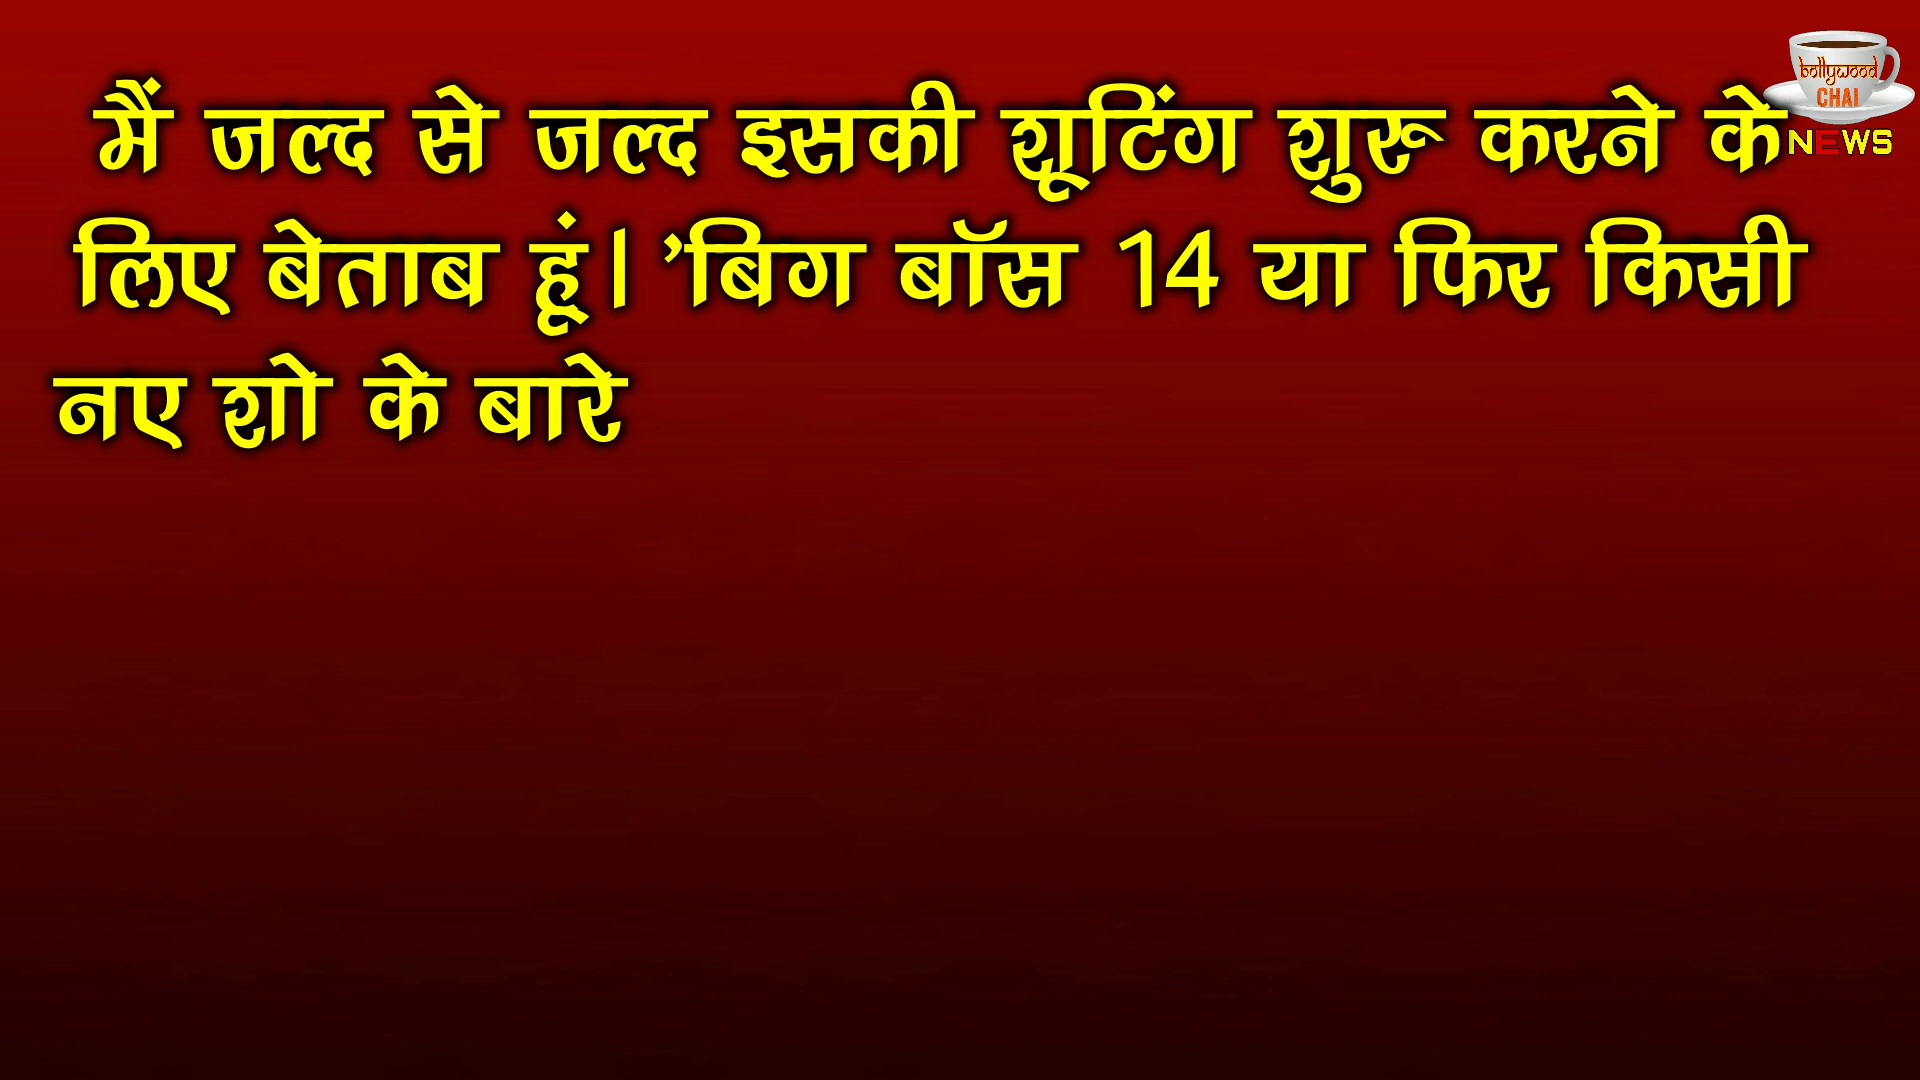 मैं जल्द से जल्द इसकी शूटिंग शुरू करने के
लिए बेताब हूं। ’बिग बॉस 14 या फिर किसी
नए शो के बारे
bollywood
CHAI
NEWS